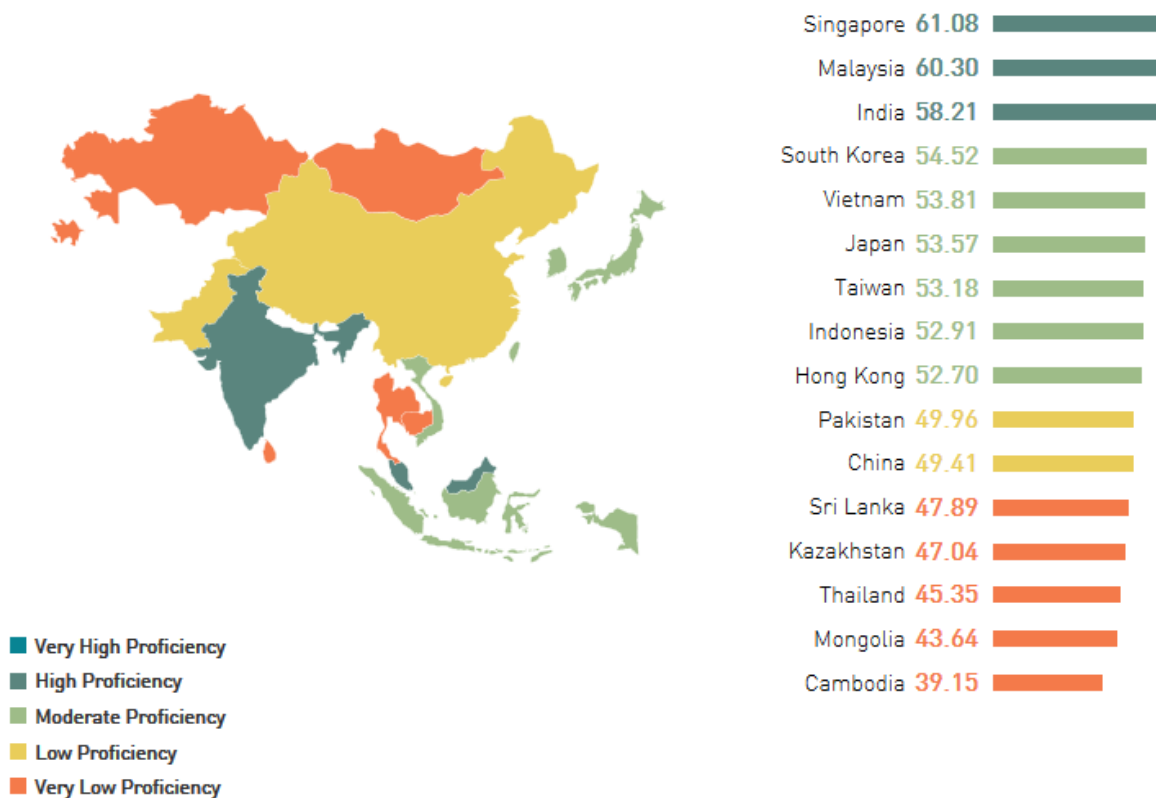 Singapore 61.08
Malaysia 60.30
India 58.21
South Korea 54.52
Vietnam 53.81
Japan 53.57
Taiwan 53.18
Indonesia 52.91
Hong Kong 52.70
Pakistan 49.96
China 49.41
Sri Lanka 47.89
Kazakhstan 47.04
Thailand 45.35
Mongolia 43.64
Cambodia 39.15
Very High Proficiency
High Proficiency
Moderate Proficiency
Low Proficiency
Very Low Proficiency